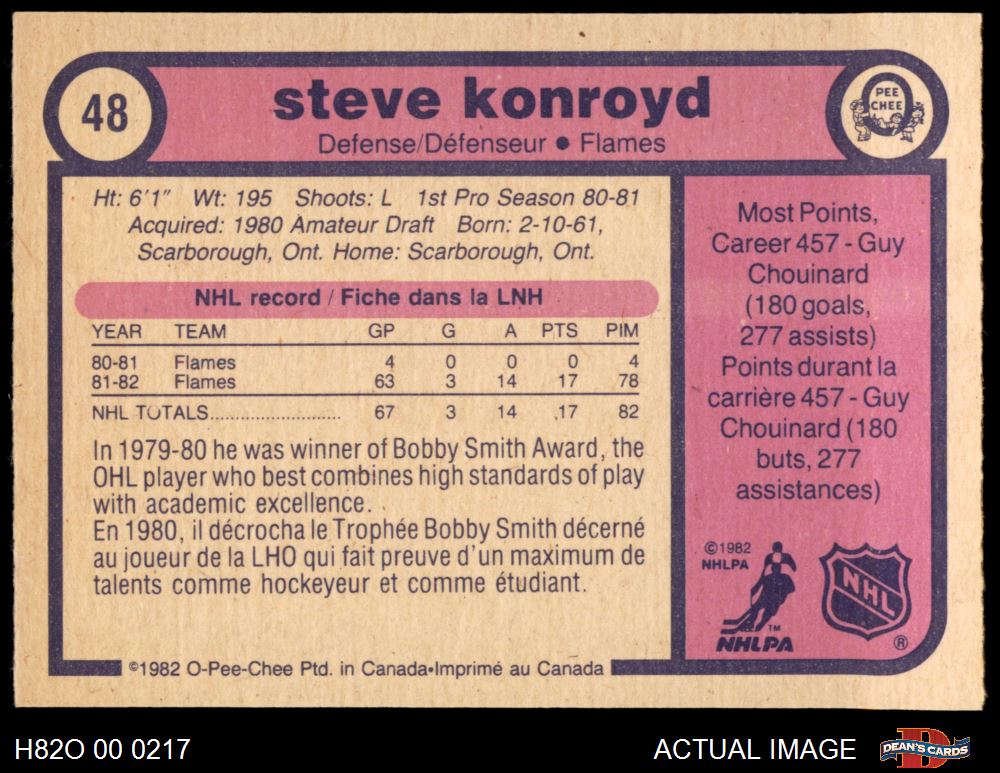 48
steve konroyd
Defense/Défenseur • Flames
PEE
CHEE
Ht: 6'1" Wt: 195 Shoots: L 1st Pro Season 80-81
Acquired: 1980 Amateur Draft Born: 2-10-61,
Scarborough, Ont. Home: Scarborough, Ont.
NHL record / Fiche dans la LNH
YEAR TEAM GP G A PTS PIM
80-81 Flames 4 0 0 0 4
81-82 Flames 63 3 14 17 78
NHL TOTALS........................ 67 3 14 17 82
In 1979-80 he was winner of Bobby Smith Award, the
OHL player who best combines high standards of play
with academic excellence.
En 1980, il décrocha le Trophée Bobby Smith décerné
au joueur de la LHO qui fait preuve d'un maximum de
talents comme hockeyeur et comme étudiant.
Most Points,
Career 457 - Guy
Chouinard
(180 goals,
277 assists)
Points durant la
carrière 457 - Guy
Chouinard (180
buts, 277
assistances)
©1982
NHLPA
TM
NHLPA
NHL
®
©1982 O-Pee-Chee Ptd. in Canada•Imprimé au Canada
H82O 00 0217
ACTUAL IMAGE
DEAN'S CARDS